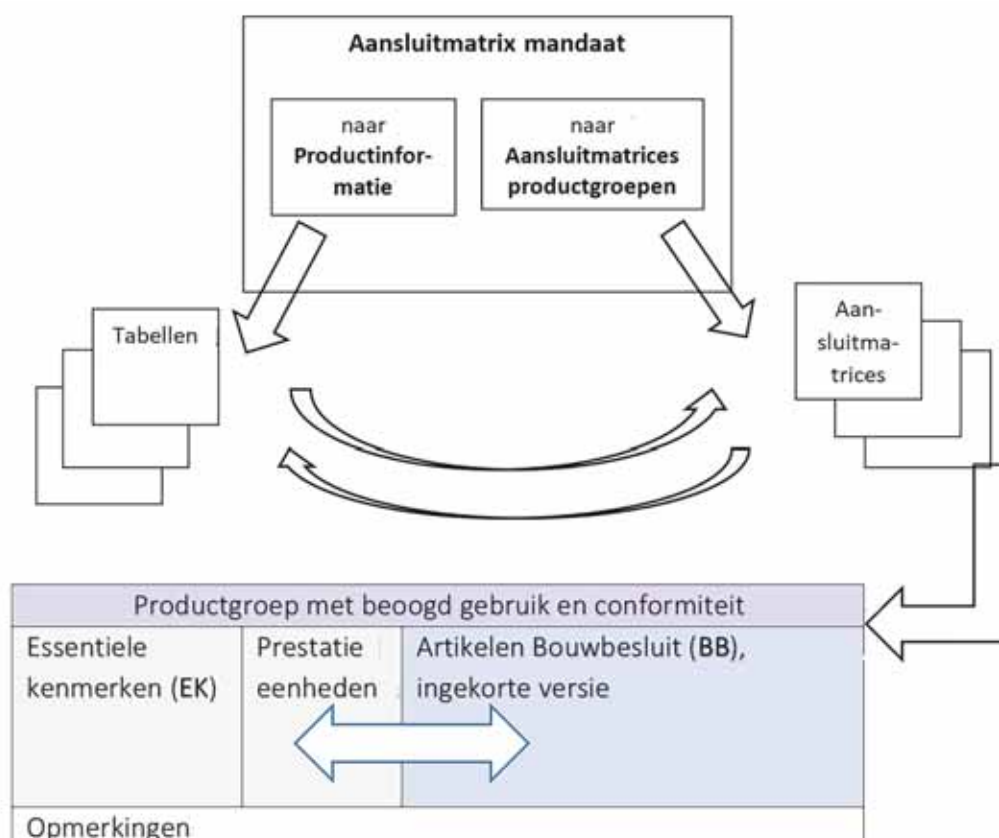 Aansluitmatrix mandaat
naar
Productinfor-
matie
naar
Aansluitmatrices
productgroepen
Tabellen
Aan-
sluitma-
trices
Productgroep met beoogd gebruik en conformiteit
Essentiele
kenmerken (EK)
Prestatie
eenheden
Artikelen Bouwbesluit (BB),
ingekorte versie
Opmerkingen